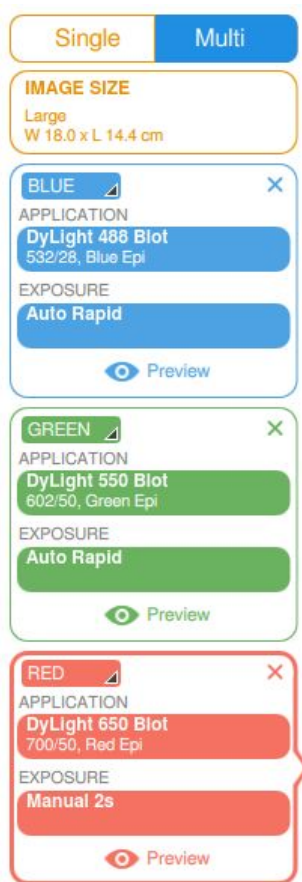 Single
Multi
IMAGE SIZE
Large
W 18.0 x L 14.4 cm
BLUE
APPLICATION
DyLight 488 Blot
532/28, Blue Epi
EXPOSURE
Auto Rapid
Preview
GREEN
APPLICATION
DyLight 550 Blot
602/50, Green Epi
EXPOSURE
Auto Rapid
Preview
RED
APPLICATION
DyLight 650 Blot
700/50, Red Epi
EXPOSURE
Manual 2s
Preview